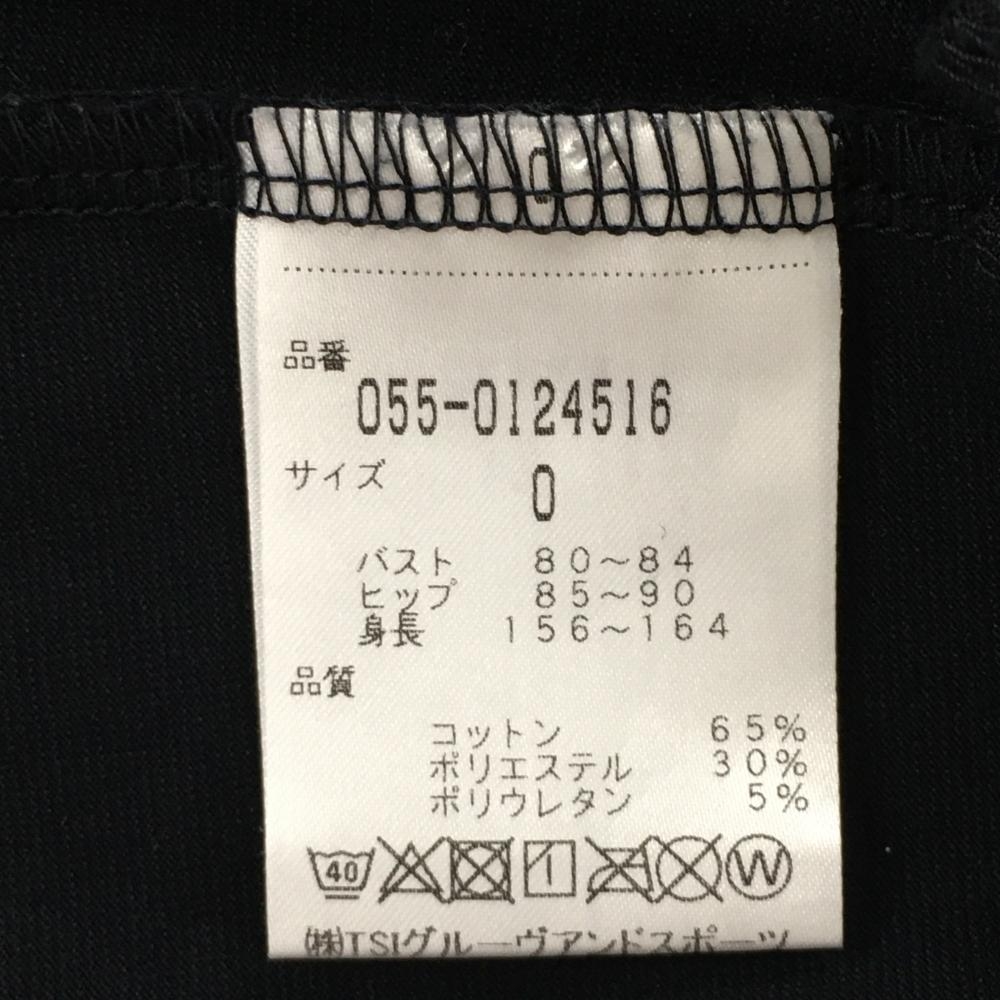 0
品番
055-0124516
サイズ
0
バスト 80～84
ヒップ 85～90
身長 156～164
品質
コットン 65%
ポリエステル 30%
ポリウレタン 5%
40 W
(株)TSIグルーヴアンドスポーツ